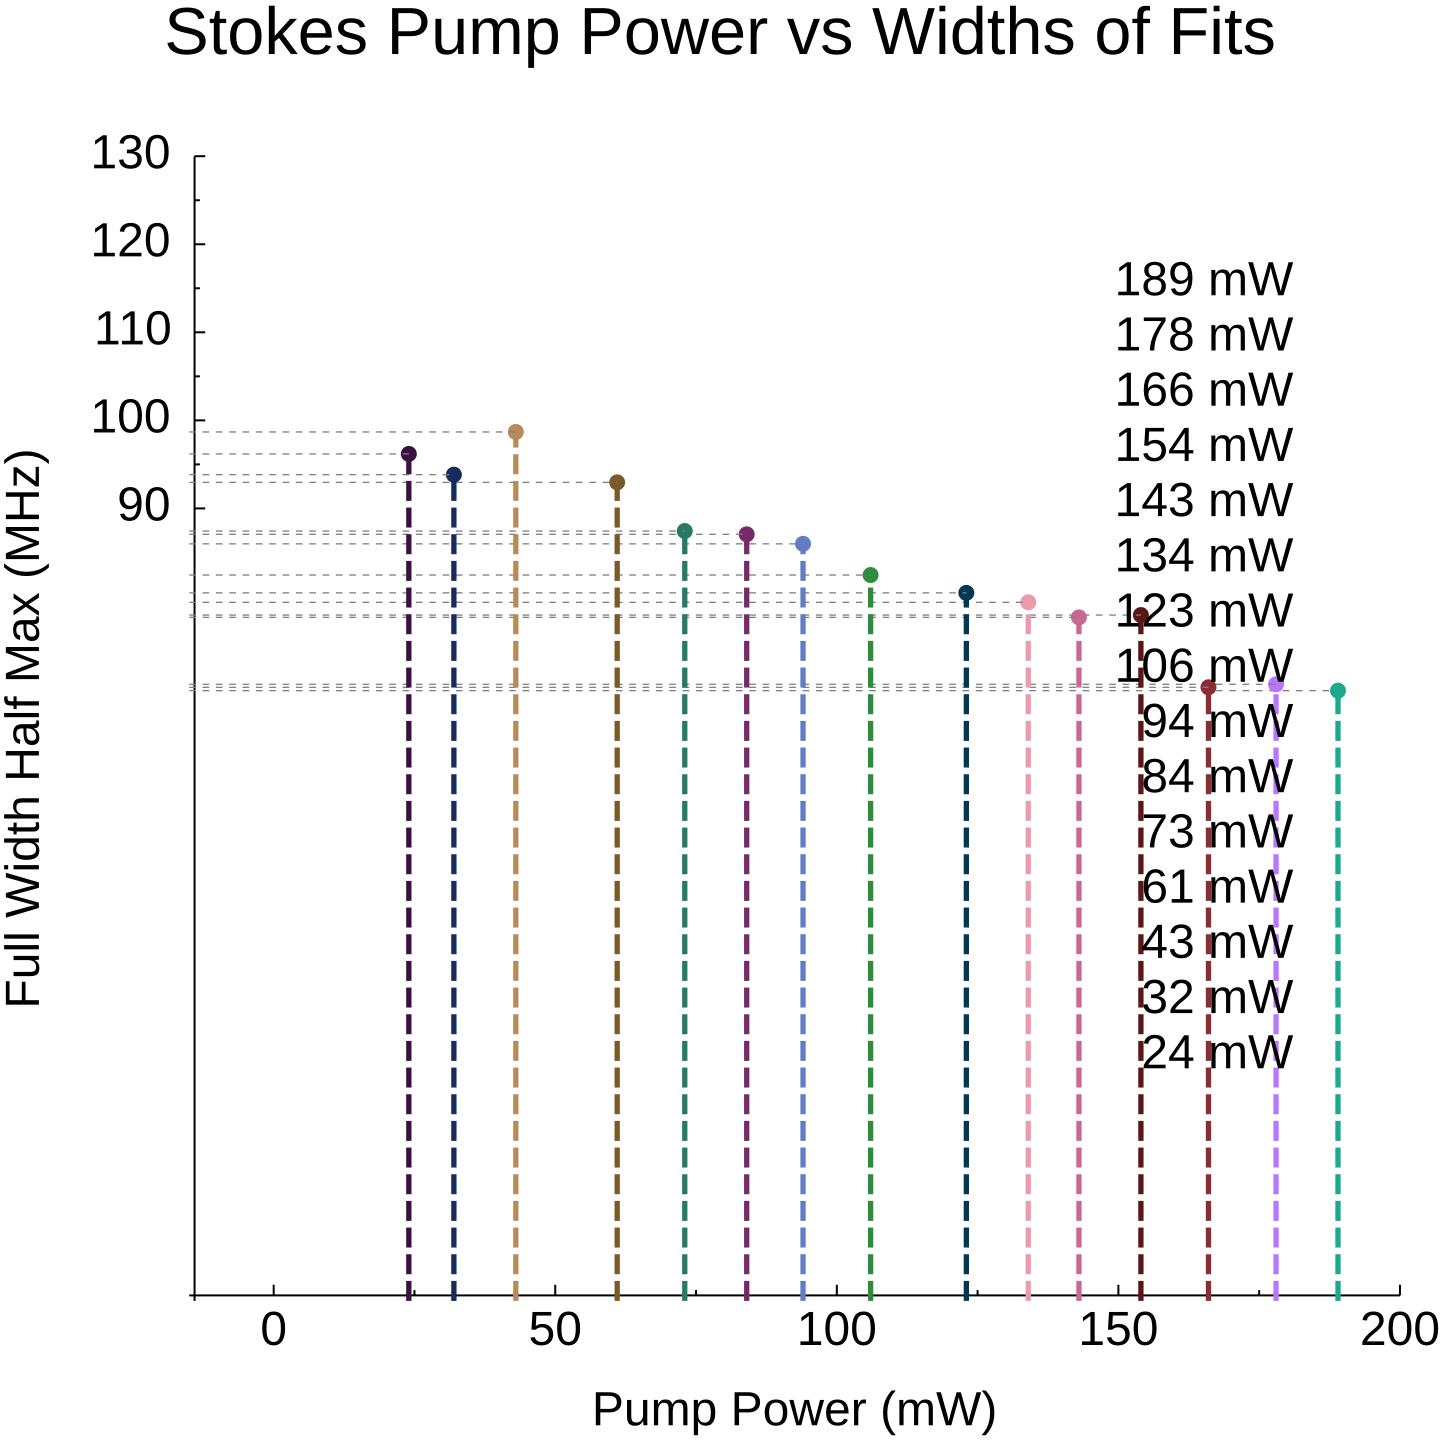 Stokes Pump Power vs Widths of Fits
130
120
110
100
90
Full Width Half Max (MHz)
189 mW
178 mW
166 mW
154 mW
143 mW
134 mW
123 mW
106 mW
94 mW
84 mW
73 mW
61 mW
43 mW
32 mW
24 mW
0 50 100 150 200
Pump Power (mW)